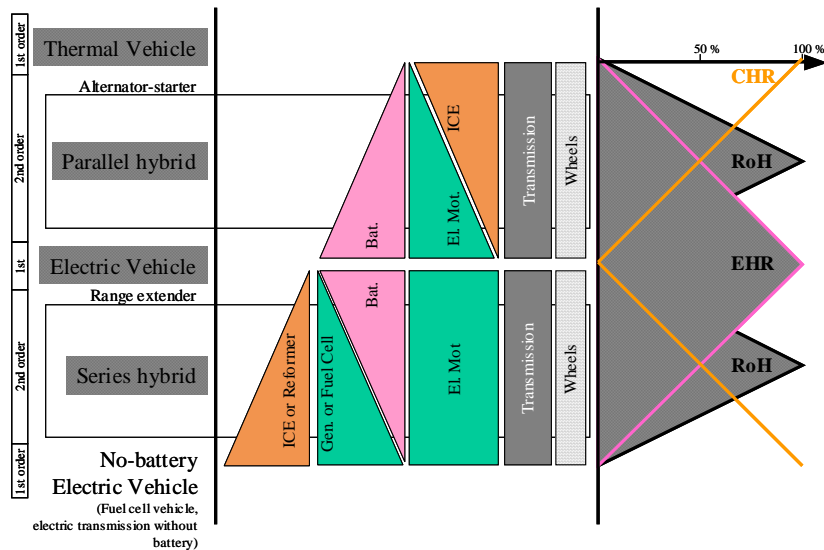 1st order
Thermal Vehicle
50 %
100 %
CHR
Alternator-starter
2nd order
Parallel hybrid
Bat.
El. Mot.
ICE
Transmission
Wheels
RoH
1st
Electric Vehicle
EHR
Range extender
2nd order
Series hybrid
ICE or Reformer
Gen. or Fuel Cell
Bat.
El. Mot
Transmission
Wheels
RoH
1st order
No-battery
Electric Vehicle
(Fuel cell vehicle,
electric transmission without
battery)